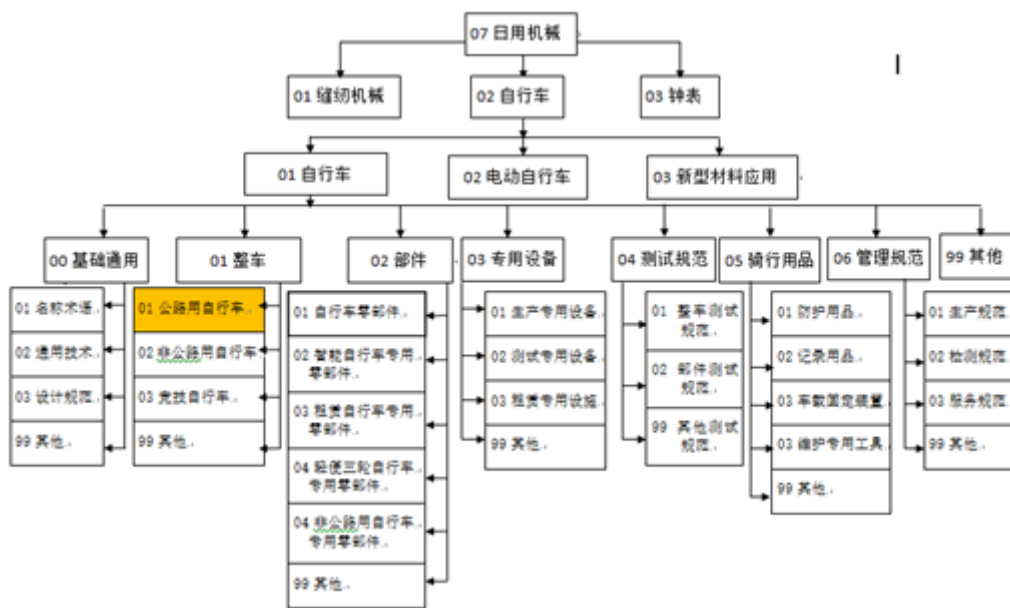 07 日用机械
01 缝纫机械
02 自行车
03 钟表
01 自行车
02 电动自行车
03 新型材料应用
00 基础通用
01 整车
02 部件
03 专用设备
04 测试规范
05 骑行用品
06 管理规范
99 其他
01 名称术语
02 通用技术
03 设计规范
99 其他
01 公路用自行车
02 非公路用自行车
03 竞技自行车
99 其他
01 自行车零部件
02 智能自行车专用
零部件
03 租赁自行车专用
零部件
04 轻便三轮自行车
专用零部件
04 非公路用自行车
专用零部件
99 其他
01 生产专用设备
02 测试专用设备
03 租赁专用设施
99 其他
01 整车测试
规范
02 部件测试
规范
99 其他测试
规范
01 防护用品
02 记录用品
03 车载固定装置
03 维护专用工具
99 其他
01 生产规范
02 检测规范
03 服务规范
99 其他